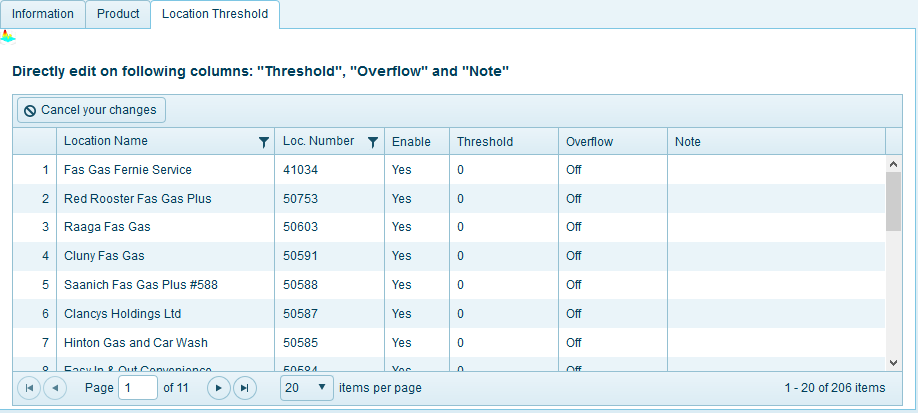 Information Product Location Threshold
Directly edit on following columns: "Threshold", "Overflow" and "Note"
Cancel your changes
Location Name Loc. Number Enable Threshold Overflow Note
1 Fas Gas Fernie Service 41034 Yes 0 Off
2 Red Rooster Fas Gas Plus 50753 Yes 0 Off
3 Raaga Fas Gas 50603 Yes 0 Off
4 Cluny Fas Gas 50591 Yes 0 Off
5 Saanich Fas Gas Plus #588 50588 Yes 0 Off
6 Clancys Holdings Ltd 50587 Yes 0 Off
7 Hinton Gas and Car Wash 50585 Yes 0 Off
8 Easy In & Out Convenience 50584 Yes 0 Off
Page 1 of 11 20 items per page 1 - 20 of 206 items